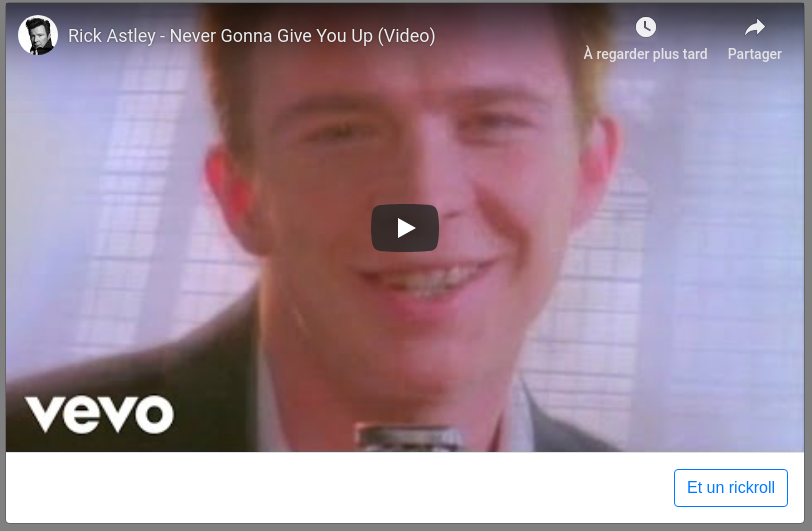 Rick Astley - Never Gonna Give You Up (Video)
À regarder plus tard
Partager
vevo
Et un rickroll